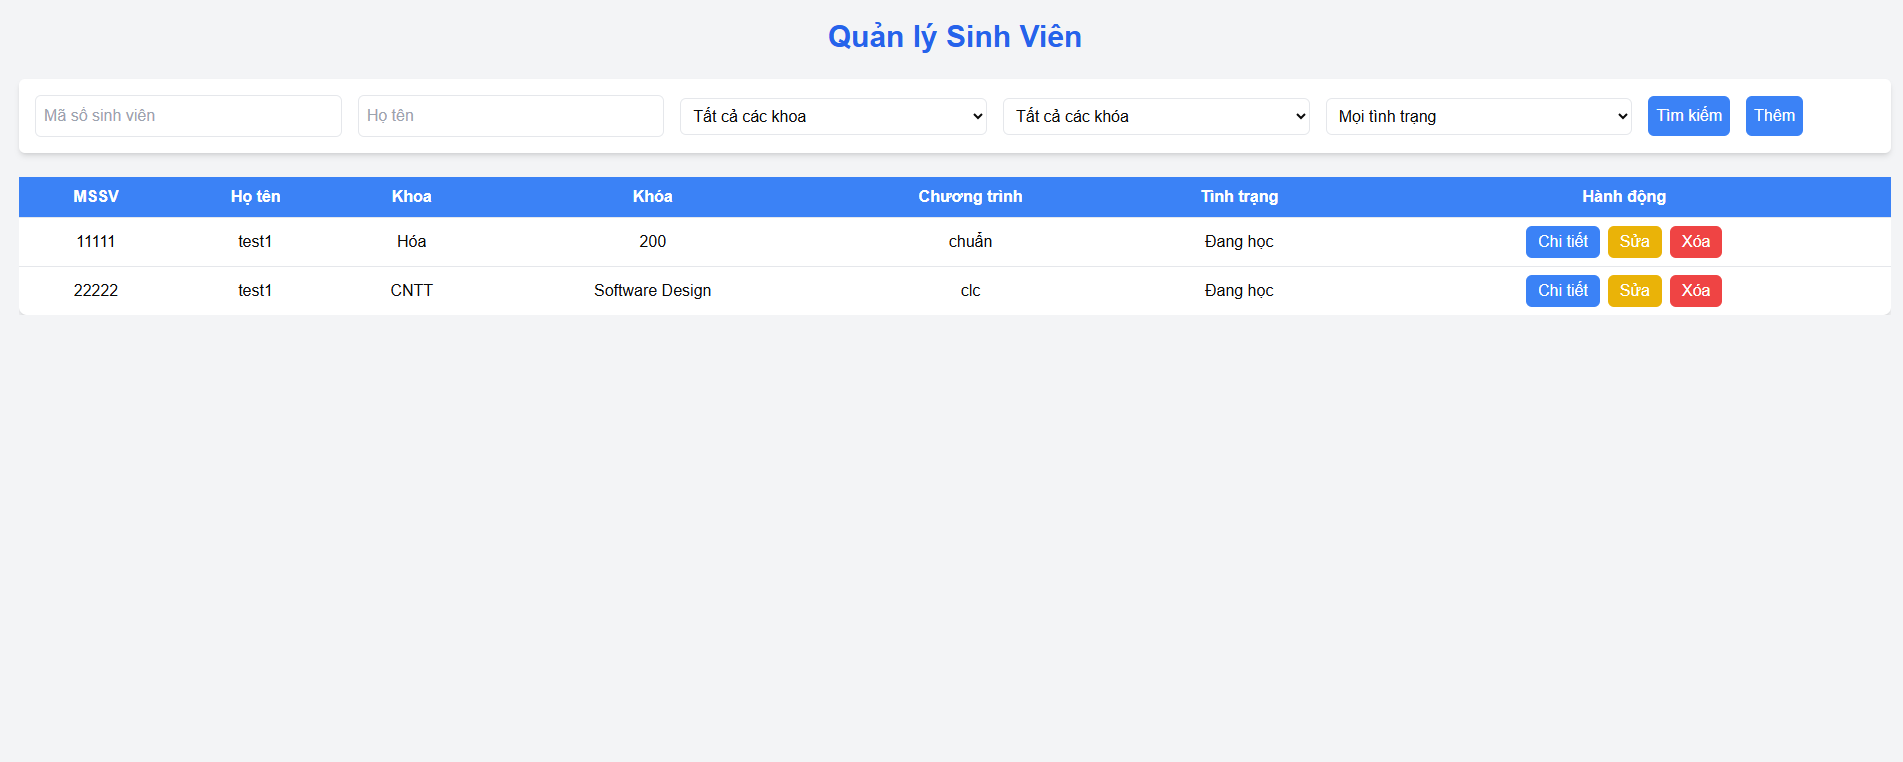 Quản lý Sinh Viên
Mã số sinh viên Họ tên Tất cả các khoa Tất cả các khóa Mọi tình trạng Tìm kiếm Thêm
MSSV Họ tên Khoa Khóa Chương trình Tình trạng Hành động
11111 test1 Hóa 200 chuẩn Đang học Chi tiết Sửa Xóa
22222 test1 CNTT Software Design clc Đang học Chi tiết Sửa Xóa